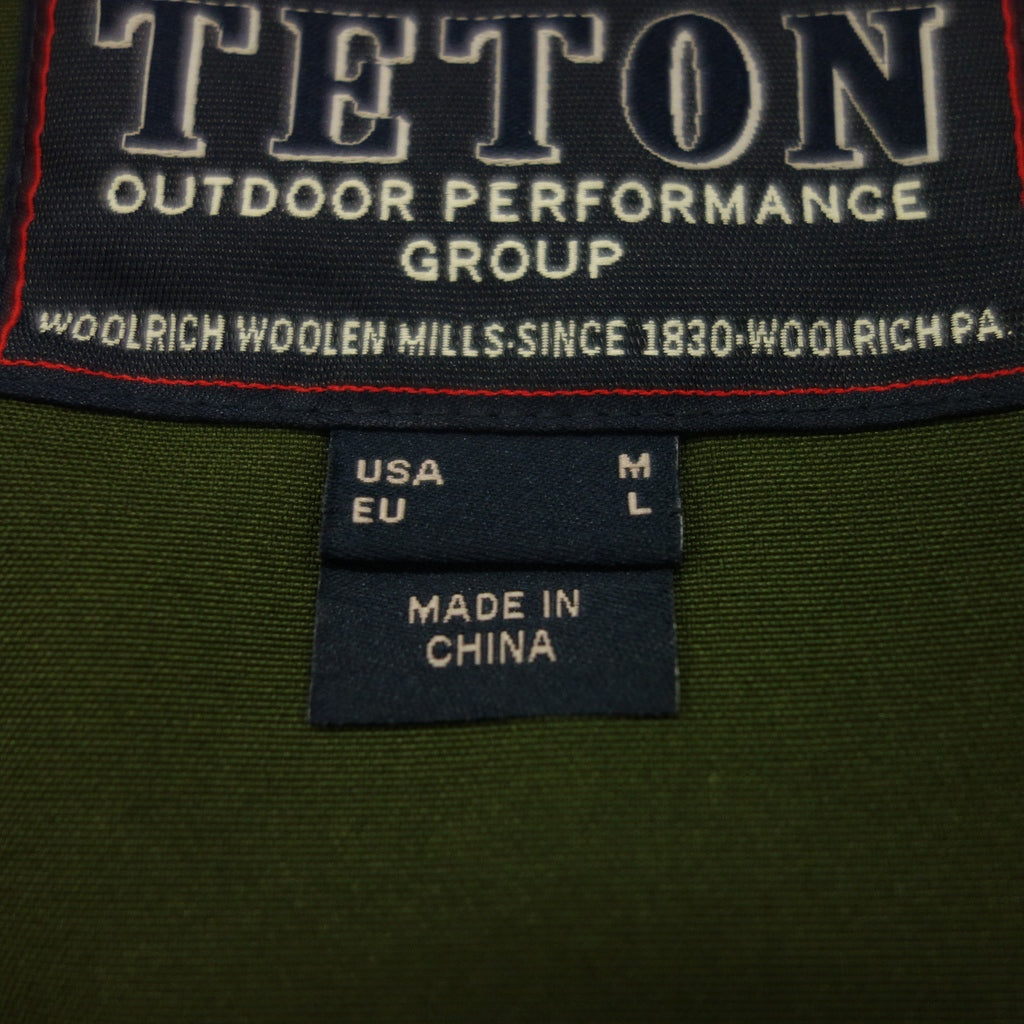 TETON
OUTDOOR PERFORMANCE
GROUP
WOOLRICH WOOLEN MILLS·SINCE 1830·WOOLRICH PA.
USA M
EU L
MADE IN
CHINA